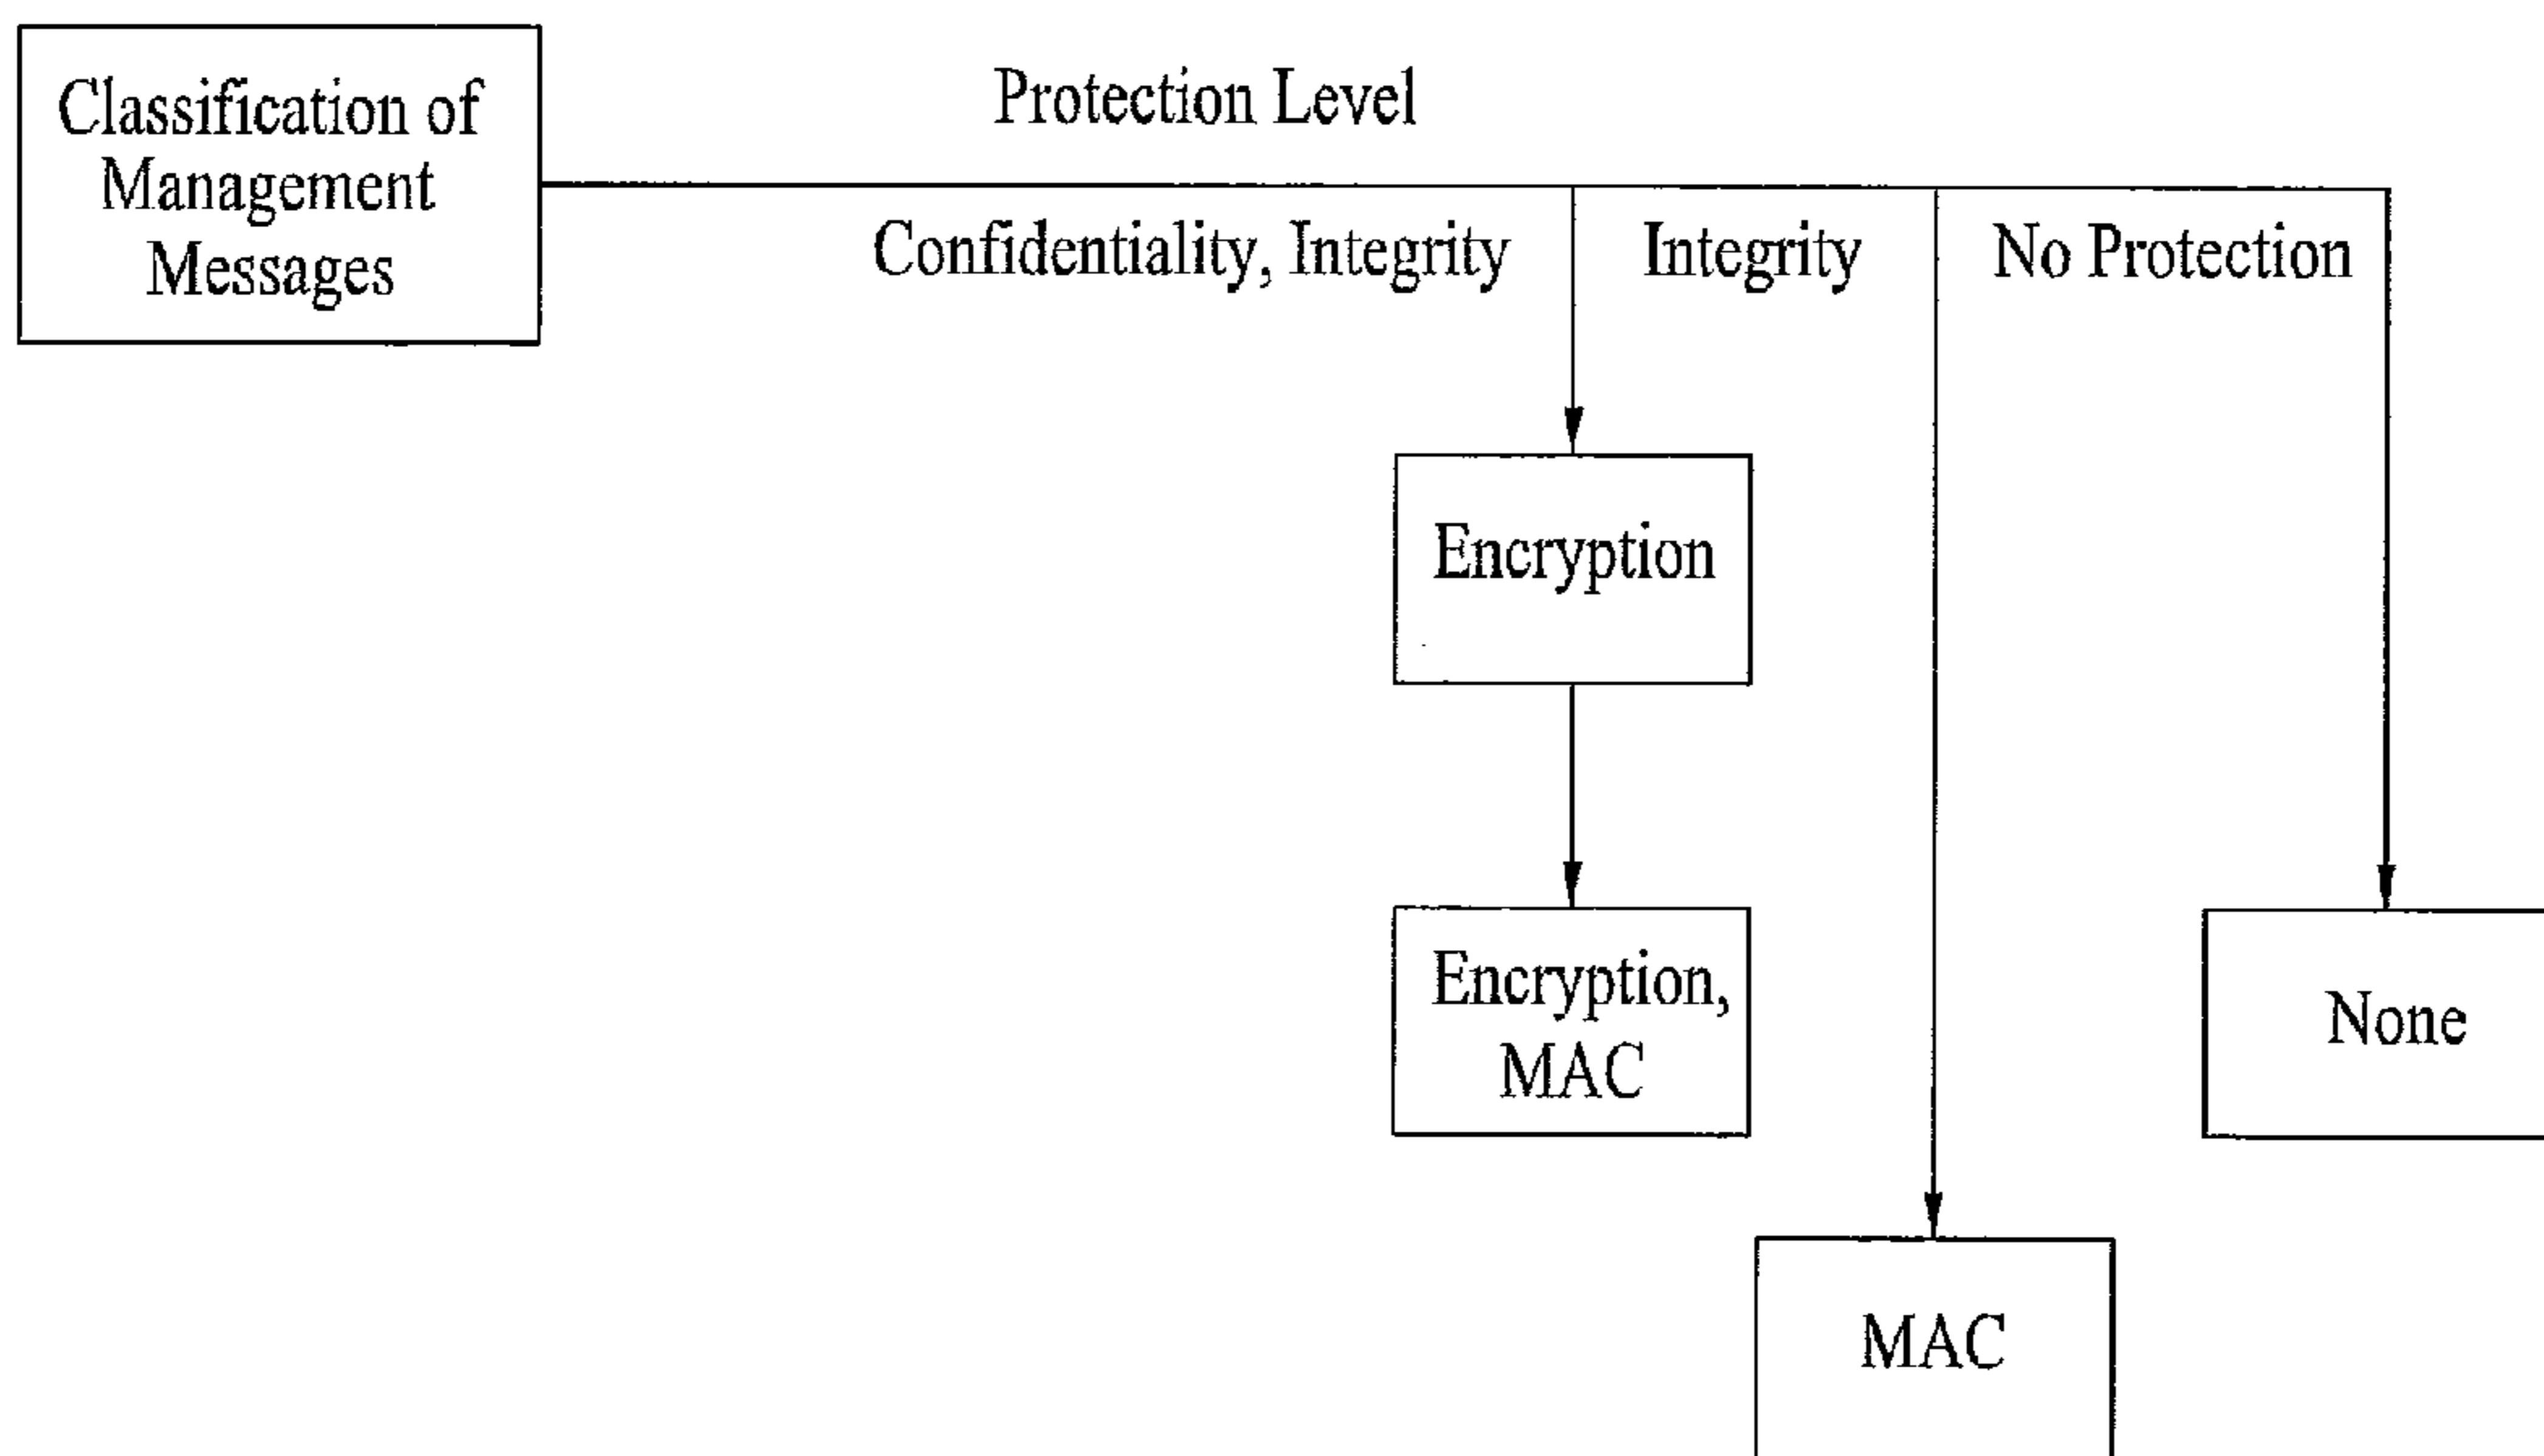 Classification of
Management
Messages
Protection Level
Confidentiality, Integrity
Integrity
No Protection
Encryption
Encryption,
MAC
None
MAC